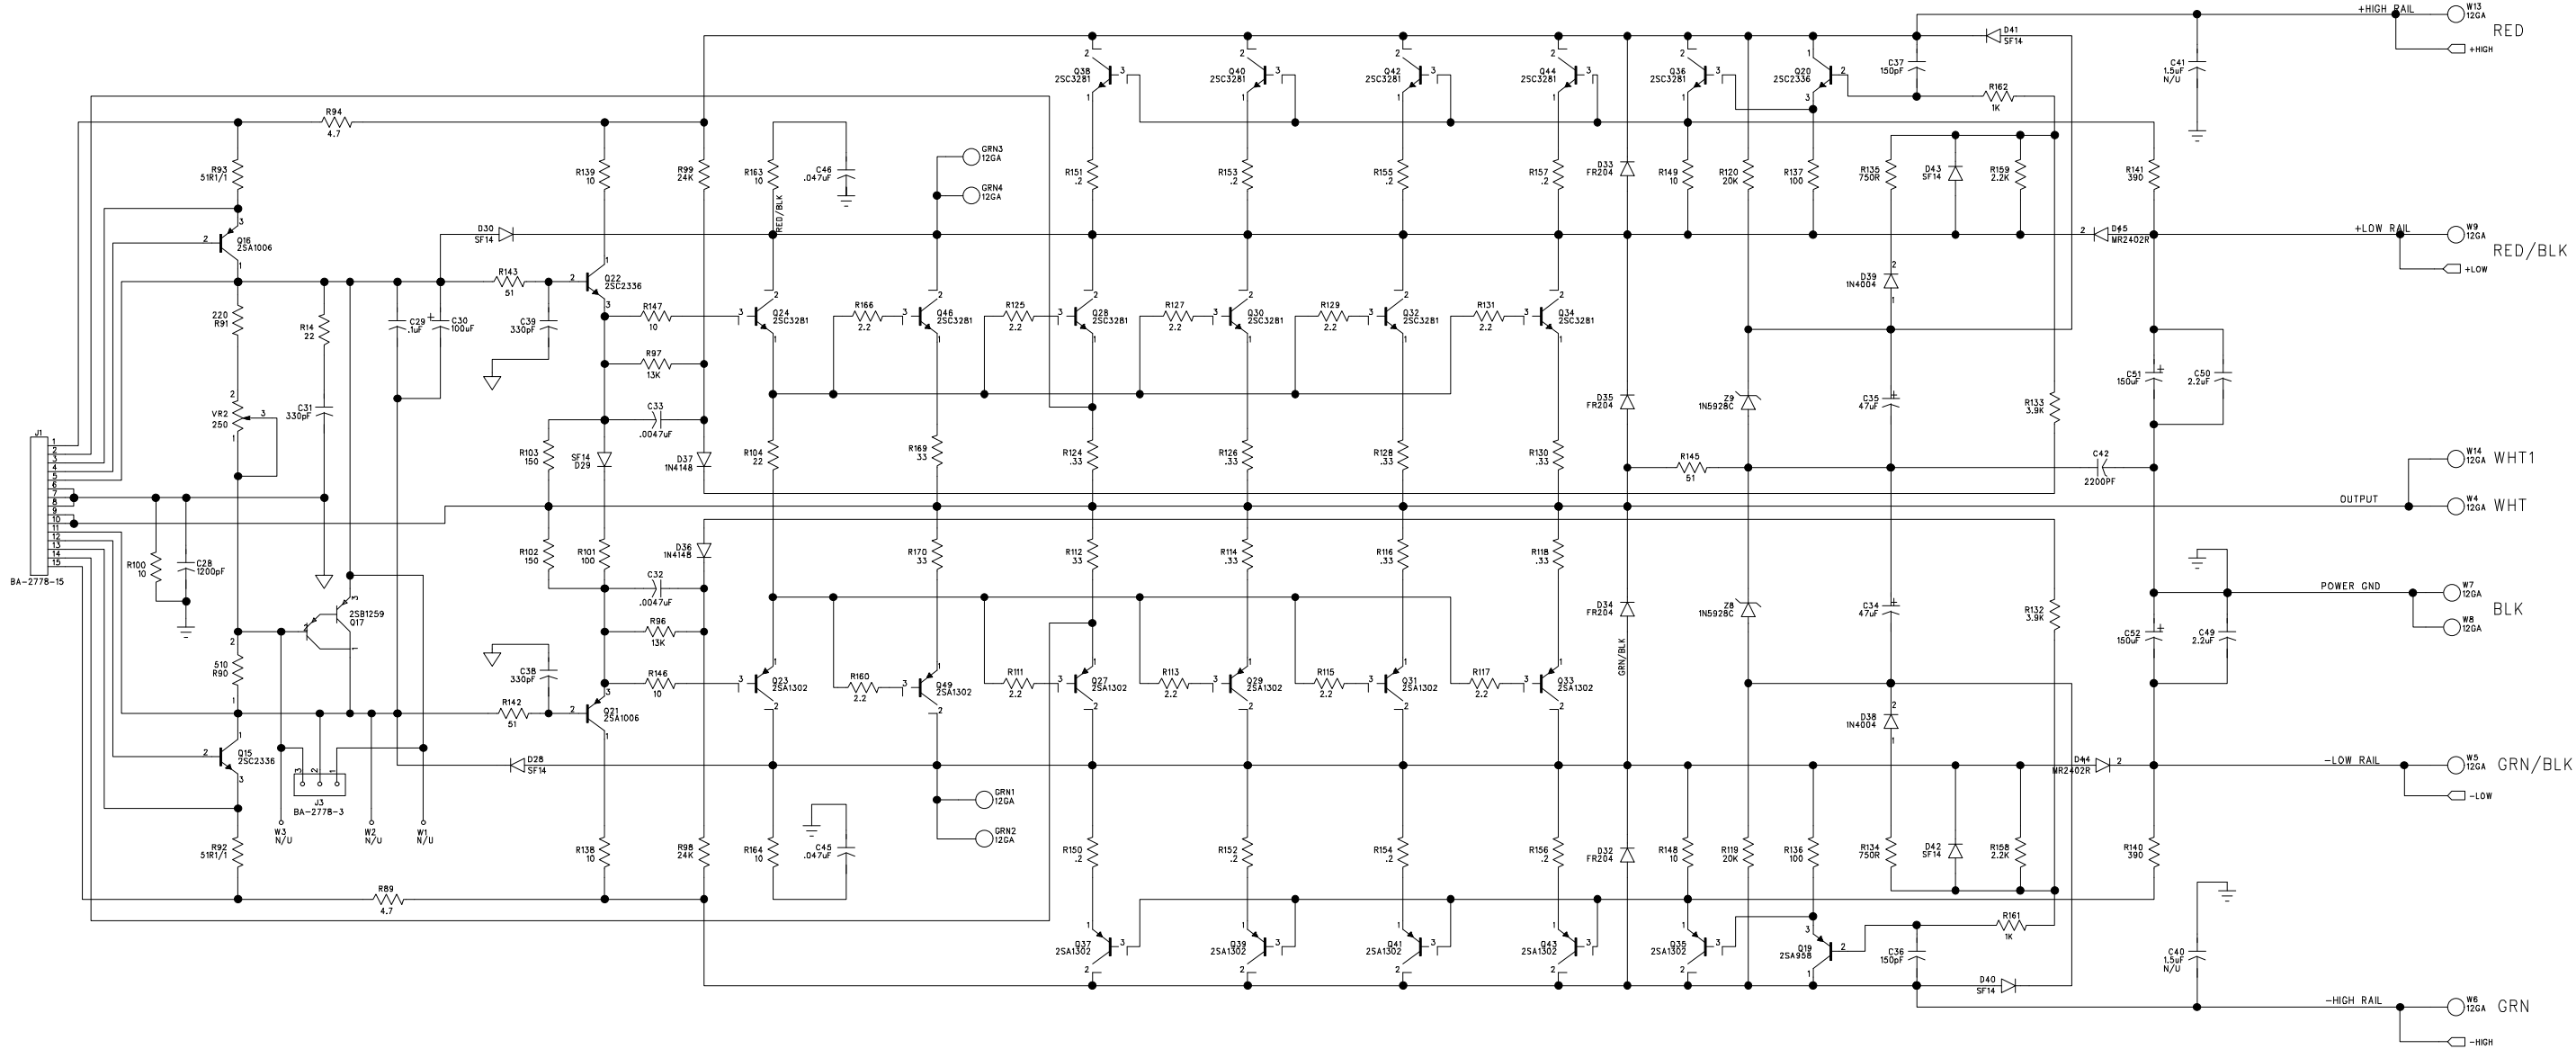 +HIGH RAIL
W13
12GA
RED
+HIGH
D41
SF14
C41
1.5uF
N/U
Q38
2SC3281
Q40
2SC3281
Q42
2SC3281
Q44
2SC3281
Q36
2SC3281
Q20
2SC2336
C37
150pF
R162
1K
R94
4.7
R93
51R1/1
R139
10
R99
24K
R163
10
C46
.047uF
RED/BLK
GRN3
12GA
GRN4
12GA
R151
.2
R153
.2
R155
.2
R157
.2
D33
FR204
R149
10
R120
20K
R137
100
R135
750R
D43
SF14
R159
2.2K
R141
390
Q16
2SA1006
D30
SF14
D45
MR2402R
+LOW RAIL
W9
12GA
RED/BLK
+LOW
R143
51
Q22
2SC2336
R147
10
Q24
2SC3281
R166
2.2
Q46
2SC3281
R125
2.2
Q28
2SC3281
R127
2.2
Q30
2SC3281
R129
2.2
Q32
2SC3281
R131
2.2
Q34
2SC3281
D39
1N4004
220
R91
R14
22
C29
.1uF
C30
100uF
C39
330pF
R97
13K
VR2
250
C31
330pF
C33
.0047uF
D35
FR204
Z9
1N5928C
C35
47uF
R133
3.9K
C51
150uF
C50
2.2uF
J1
1
2
3
4
5
6
7
8
9
10
11
12
13
14
15
BA-2778-15
R103
150
SF14
D29
D37
1N4148
R104
22
R169
33
R124
.33
R126
.33
R128
.33
R130
.33
R145
51
C42
2200PF
W14
12GA
WHT1
OUTPUT
W4
12GA
WHT
R100
10
C28
1200pF
R102
150
R101
100
D36
1N4148
R170
33
R112
.33
R114
.33
R116
.33
R118
.33
C32
.0047uF
2SB1259
Q17
R96
13K
D34
FR204
GRN/BLK
Z8
1N5928C
C34
47uF
R132
3.9K
C52
150uF
C49
2.2uF
POWER GND
W7
12GA
W8
12GA
BLK
510
R90
C38
330pF
R142
51
Q21
2SA1006
R146
10
Q23
2SA1302
R160
2.2
Q49
2SA1302
R111
2.2
Q27
2SA1302
R113
2.2
Q29
2SA1302
R115
2.2
Q31
2SA1302
R117
2.2
Q33
2SA1302
D38
1N4004
Q15
2SC2336
D28
SF14
D44
MR2402R
-LOW RAIL
W5
12GA
GRN/BLK
-LOW
J3
BA-2778-3
W3
N/U
W2
N/U
W1
N/U
GRN1
12GA
GRN2
12GA
R92
51R1/1
R138
10
R98
24K
R164
10
C45
.047uF
R150
.2
R152
.2
R154
.2
R156
.2
D32
FR204
R148
10
R119
20K
R136
100
R134
750R
D42
SF14
R158
2.2K
R140
390
R89
4.7
Q37
2SA1302
Q39
2SA1302
Q41
2SA1302
Q43
2SA1302
Q35
2SA1302
Q19
2SA958
C36
150pF
R161
1K
C40
1.5uF
N/U
D40
SF14
-HIGH RAIL
W6
12GA
GRN
-HIGH